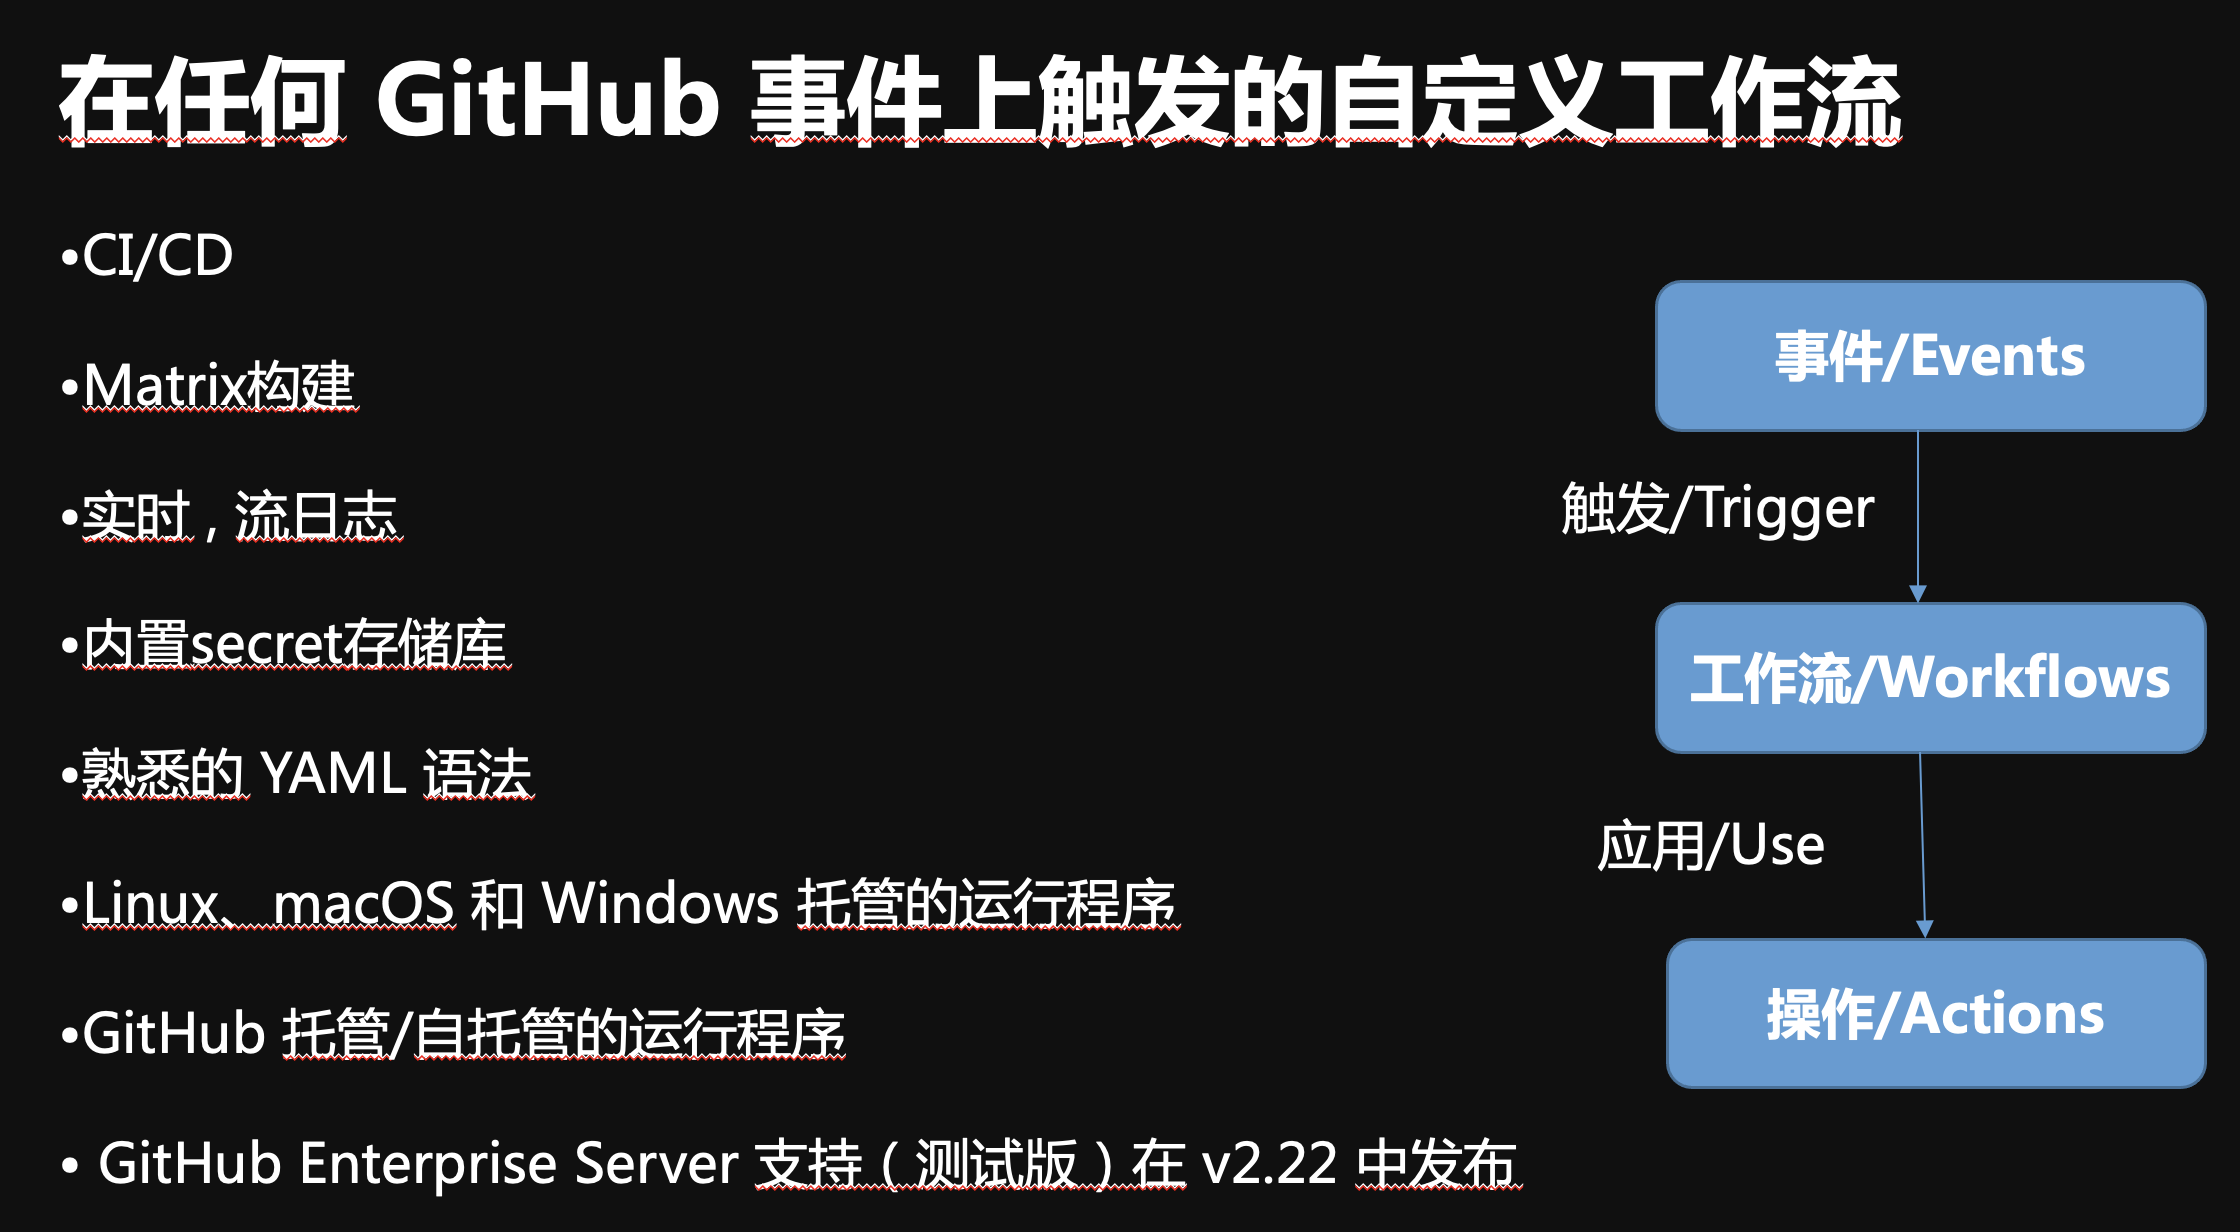 在任何 GitHub 事件上触发的自定义工作流
•CI/CD
•Matrix构建
•实时，流日志
•内置secret存储库
•熟悉的 YAML 语法
•Linux、macOS 和 Windows 托管的运行程序
•GitHub 托管/自托管的运行程序
• GitHub Enterprise Server 支持（测试版）在 v2.22 中发布
事件/Events
触发/Trigger
工作流/Workflows
应用/Use
操作/Actions